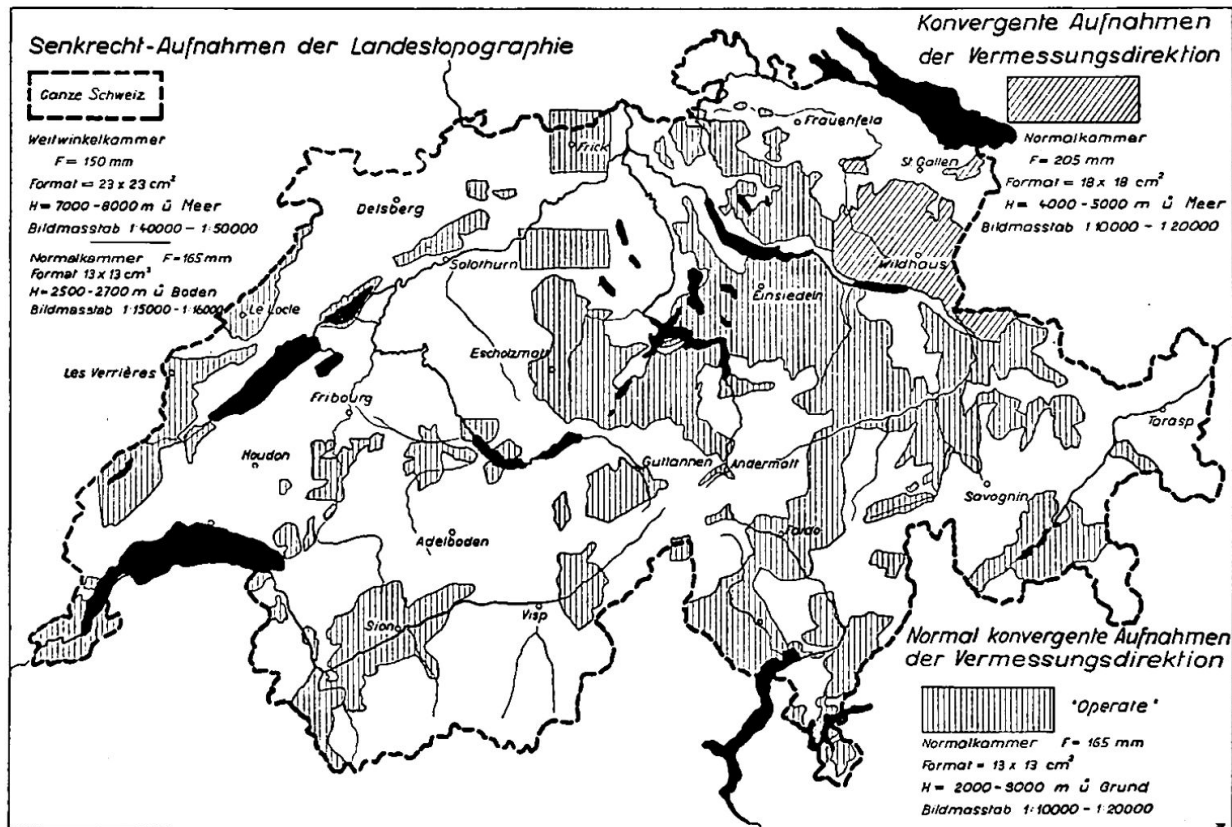 Senkrecht-Aufnahmen der Landestopographie
Ganze Schweiz
Weitwinkelkammer
F = 150 mm
Format = 23 x 23 cm²
H = 7000 - 8000 m ü Meer
Bildmasstab 1:40000 - 1:50000
Normalkammer F=165 mm
Format 13 x 13 cm²
H = 2500 - 2700 m ü Boden
Bildmasstab 1:15000 - 1:16000
Konvergente Aufnahmen
der Vermessungsdirektion
Normalkammer
F = 205 mm
Format = 18 x 18 cm²
H = 4000 - 5000 m ü Meer
Bildmasstab 1:10000 - 1:20000
Frick
Frauenfeld
St Gallen
Delsberg
Solothurn
Wildhaus
Einsiedeln
Le Locle
Escholzmatt
Les Verrières
Fribourg
Moudon
Guttannen
Andermatt
Tarasp
Savognin
Adelboden
Faido
Sion
Visp
Normal konvergente Aufnahmen
der Vermessungsdirektion
"Operate"
Normalkammer F = 165 mm
Format = 13 x 13 cm²
H = 2000 - 3000 m ü Grund
Bildmasstab 1:10000 - 1:20000